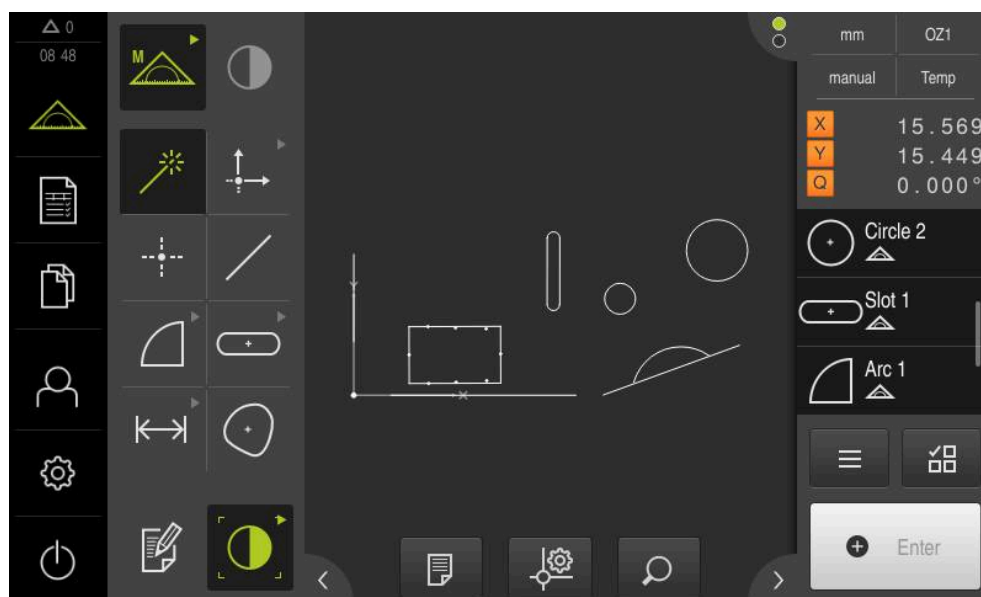 0
08 48
M
mm
OZ1
manual
Temp
X 15.569
Y 15.449
Q 0.000°
Circle 2
Slot 1
Arc 1
Enter
Y
X